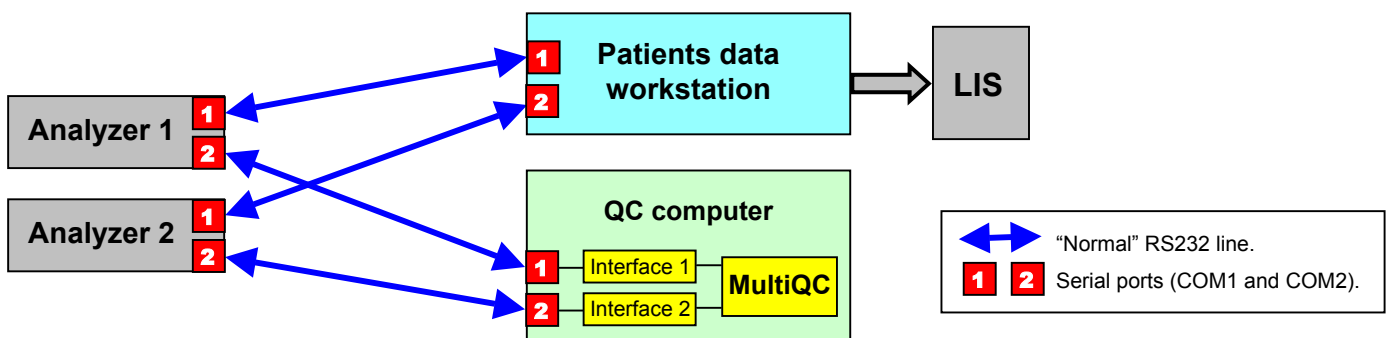 Analyzer 1
1
2
Analyzer 2
1
2
1
2
Patients data
workstation
LIS
QC computer
1
Interface 1
2
Interface 2
MultiQC
“Normal” RS232 line.
1 2 Serial ports (COM1 and COM2).